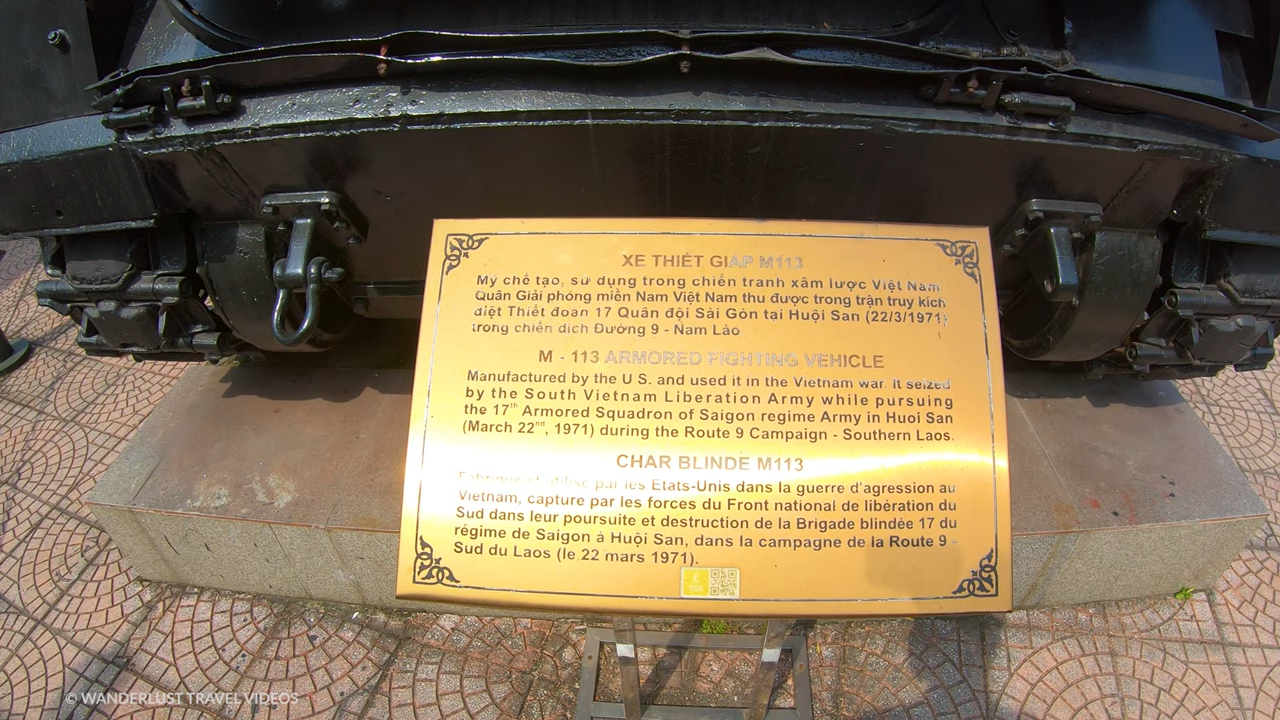 XE THIẾT GIÁP M113
Mỹ chế tạo, sử dụng trong chiến tranh xâm lược Việt Nam.
Quân Giải phóng miền Nam Việt Nam thu được trong trận truy kích
diệt Thiết đoàn 17 Quân đội Sài Gòn tại Huội San (22/3/1971)
trong chiến dịch Đường 9 - Nam Lào
M - 113 ARMORED FIGHTING VEHICLE
Manufactured by the U S. and used it in the Vietnam war. It seized
by the South Vietnam Liberation Army while pursuing
the 17th Armored Squadron of Saigon regime Army in Huoi San
(March 22nd, 1971) during the Route 9 Campaign - Southern Laos.
CHAR BLINDE M113
Fabriqué et utilisé par les Etats-Unis dans la guerre d'agression au
Vietnam, capture par les forces du Front national de libération du
Sud dans leur poursuite et destruction de la Brigade blindée 17 du
régime de Saigon à Huội San, dans la campagne de la Route 9 -
Sud du Laos (le 22 mars 1971).
© WANDERLUST TRAVEL VIDEOS